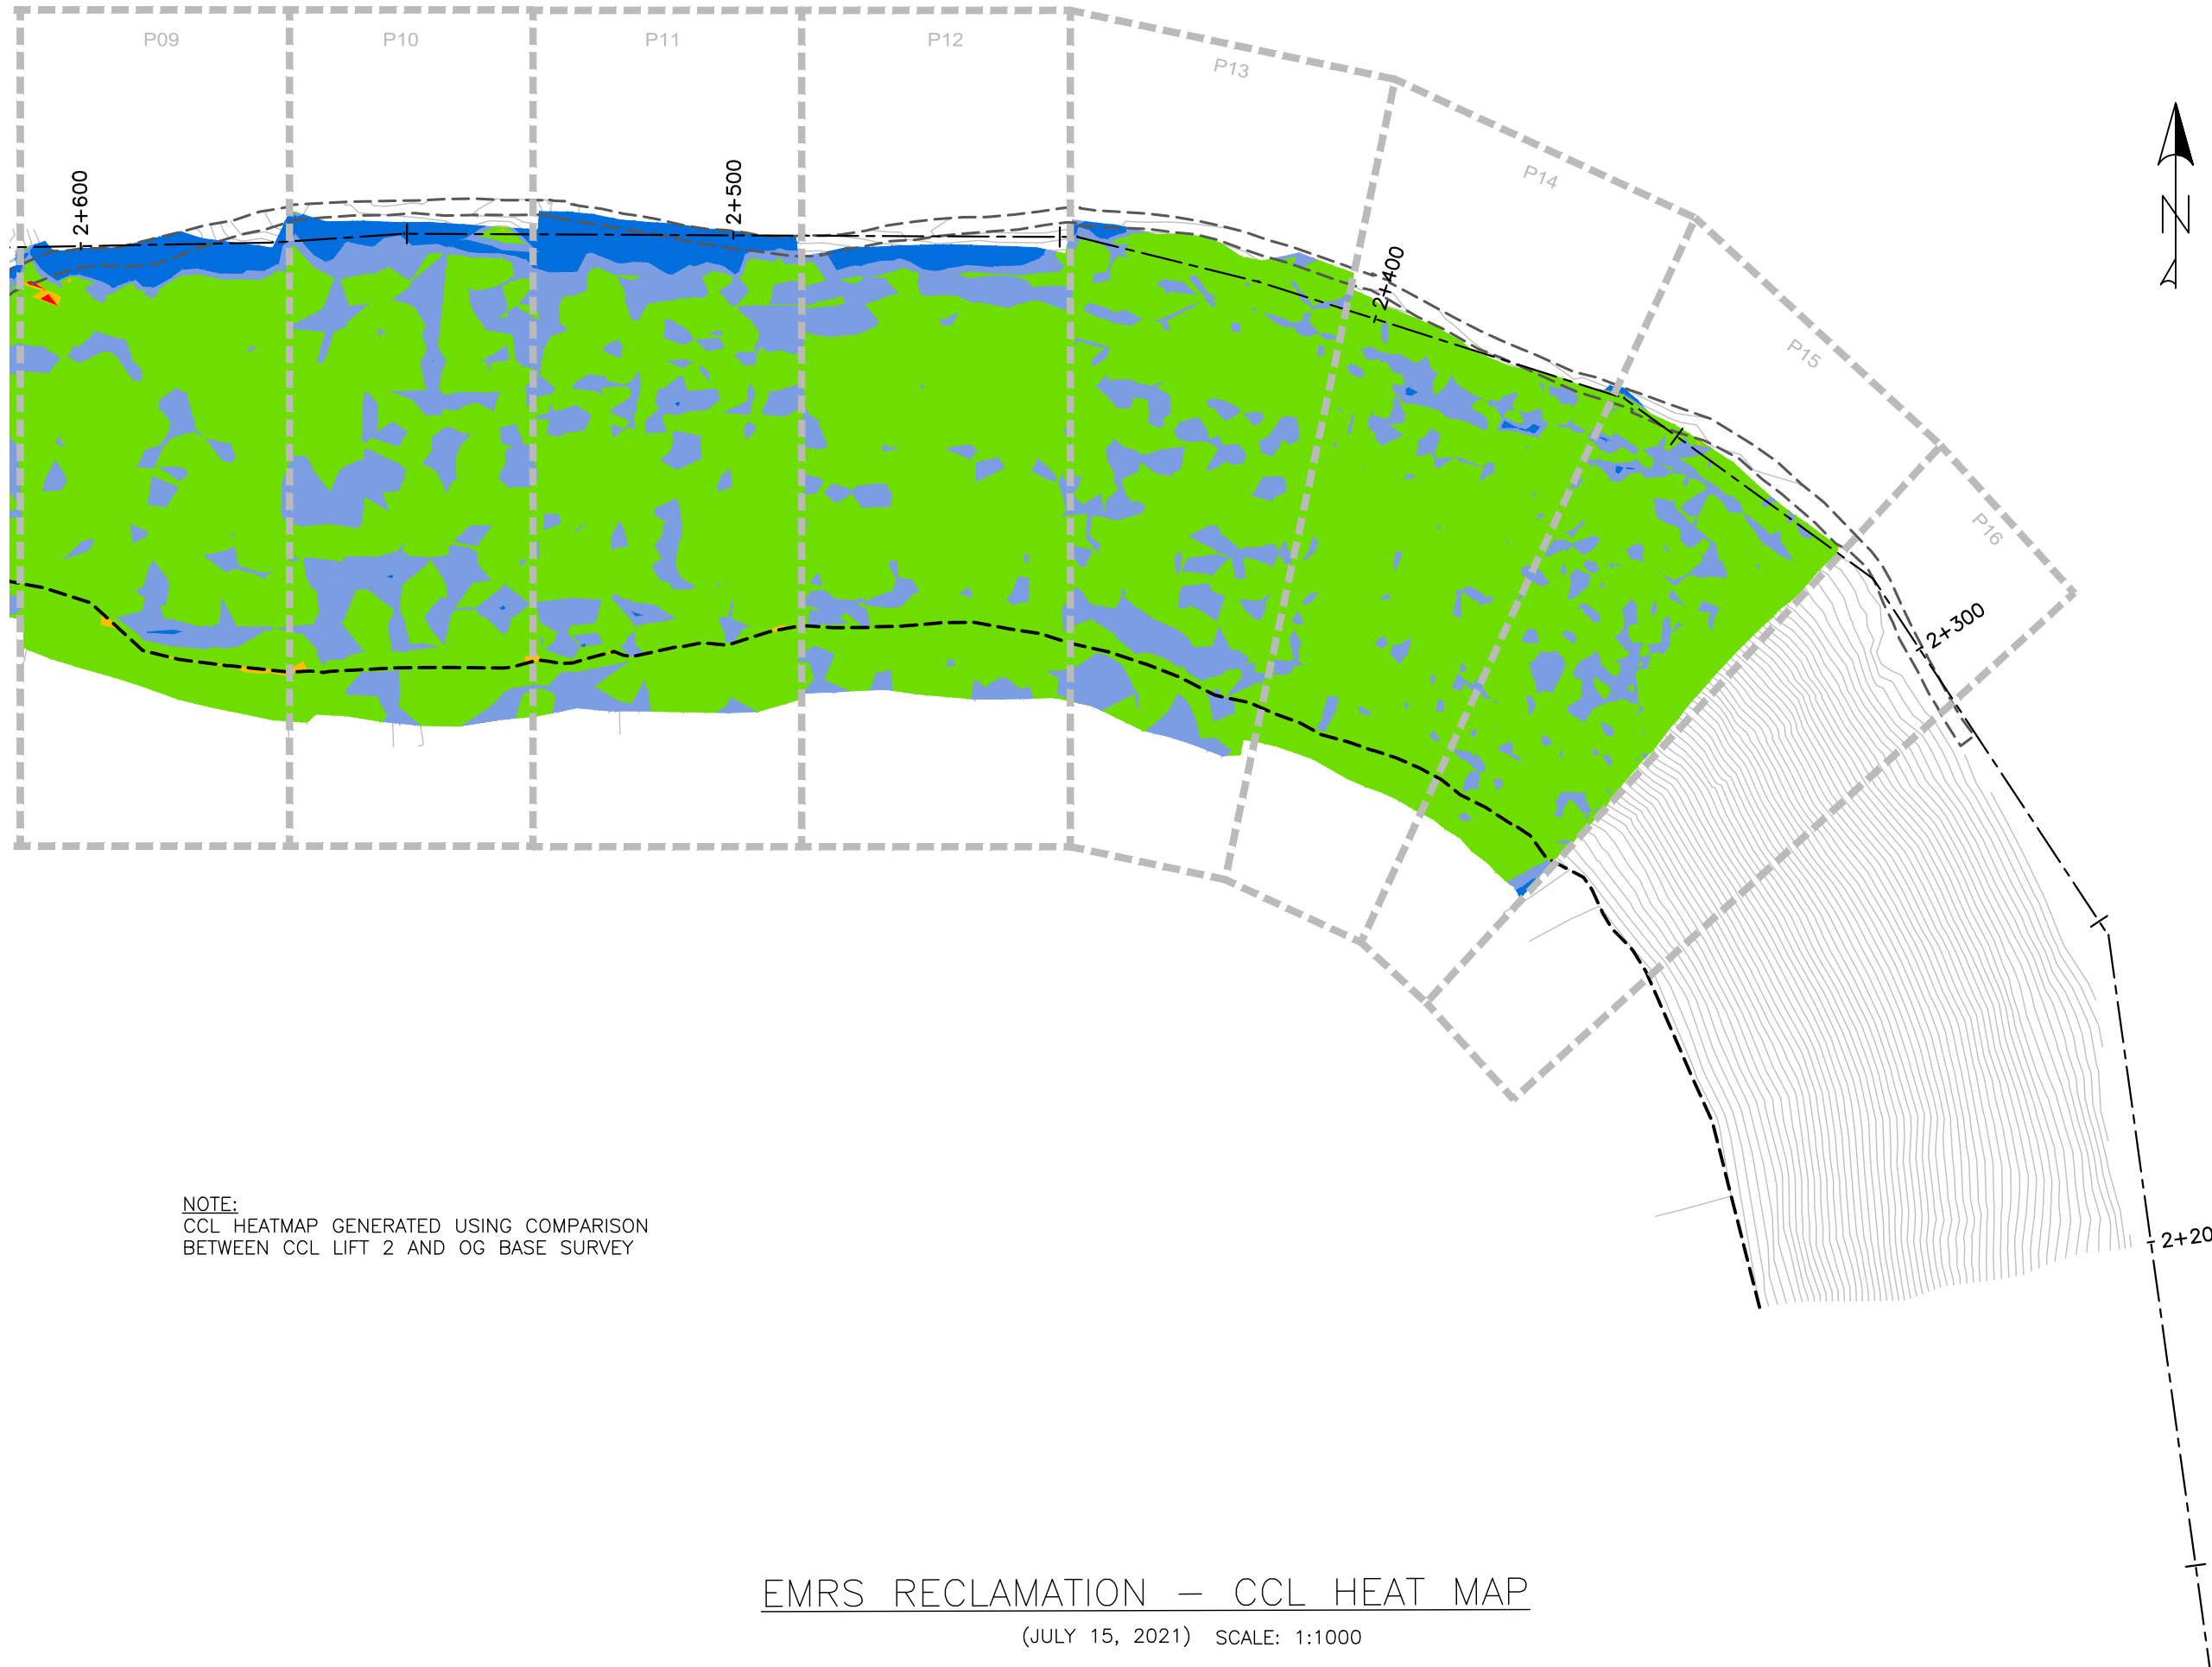 P09
P10
P11
P12
P13
P14
P15
P16
2+600
2+500
2+400
2+300
2+20
N
NOTE:
CCL HEATMAP GENERATED USING COMPARISON
BETWEEN CCL LIFT 2 AND OG BASE SURVEY
EMRS RECLAMATION – CCL HEAT MAP
(JULY 15, 2021) SCALE: 1:1000